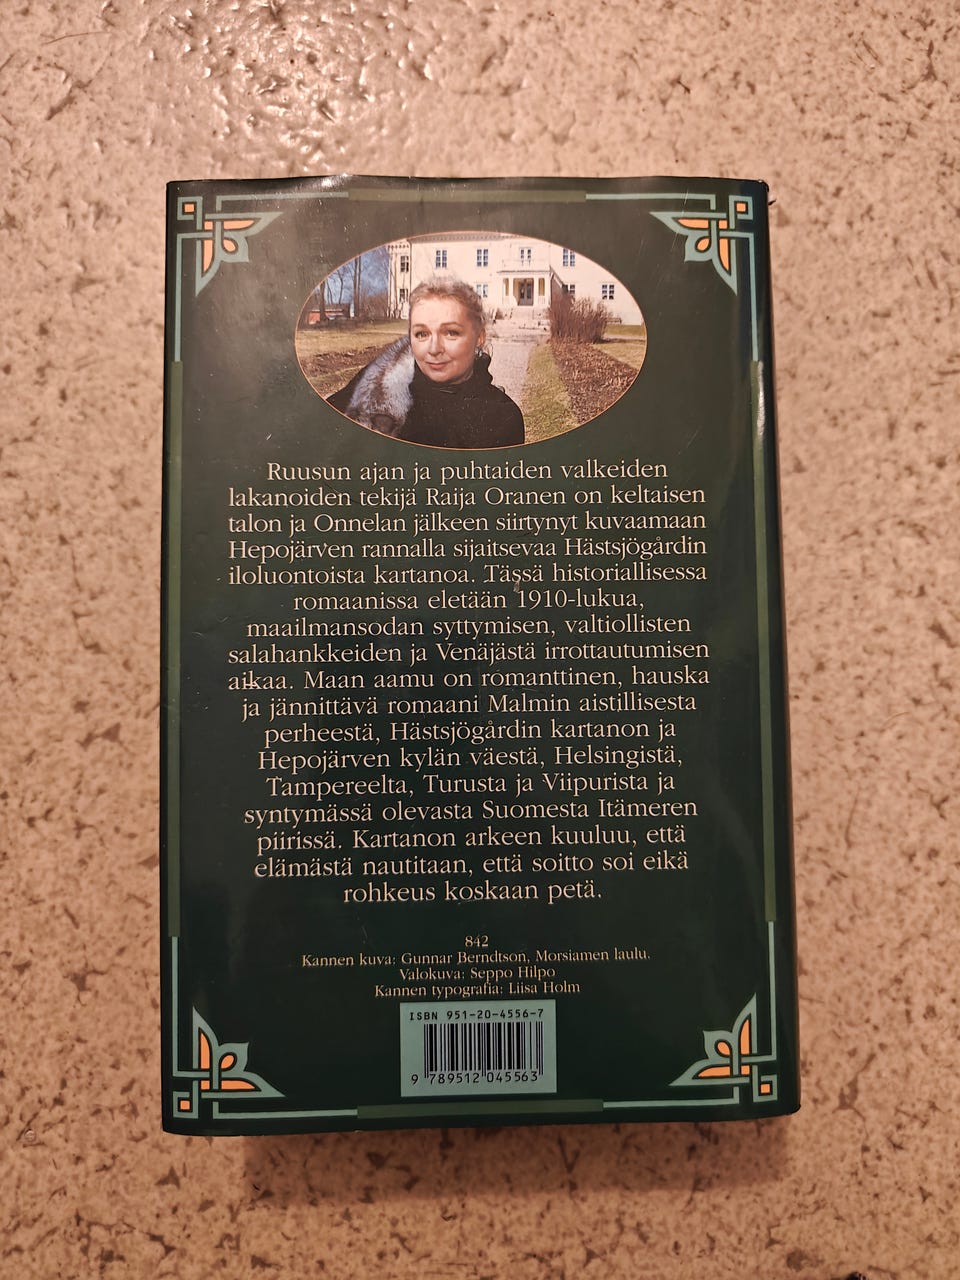 Ruusun ajan ja puhtaiden valkeiden
lakanoiden tekijä Raija Oranen on keltaisen
talon ja Onnelan jälkeen siirtynyt kuvaamaan
Hepojärven rannalla sijaitsevaa Hästsjögårdin
iloluontoista kartanoa. Tässä historiallisessa
romaanissa eletään 1910-lukua,
maailmansodan syttymisen, valtiollisten
salahankkeiden ja Venäjästä irrottautumisen
aikaa. Maan aamu on romanttinen, hauska
ja jännittävä romaani Malmin aistillisesta
perheestä, Hästsjögårdin kartanon ja
Hepojärven kylän väestä, Helsingistä,
Tampereelta, Turusta ja Viipurista ja
syntymässä olevasta Suomesta Itämeren
piirissä. Kartanon arkeen kuuluu, että
elämästä nautitaan, että soitto soi eikä
rohkeus koskaan petä.
842
Kannen kuva: Gunnar Berndtson, Morsiamen laulu.
Valokuva: Seppo Hilpo
Kannen typografia: Liisa Holm
ISBN 951-20-4556-7
9 789512 045563